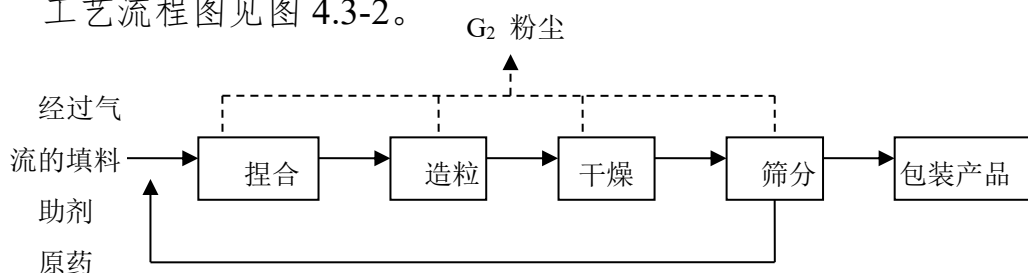 工艺流程图见图 4.3-2。
G₂ 粉尘
经过气
流的填料
助剂
原药
捏合
造粒
干燥
筛分
包装产品